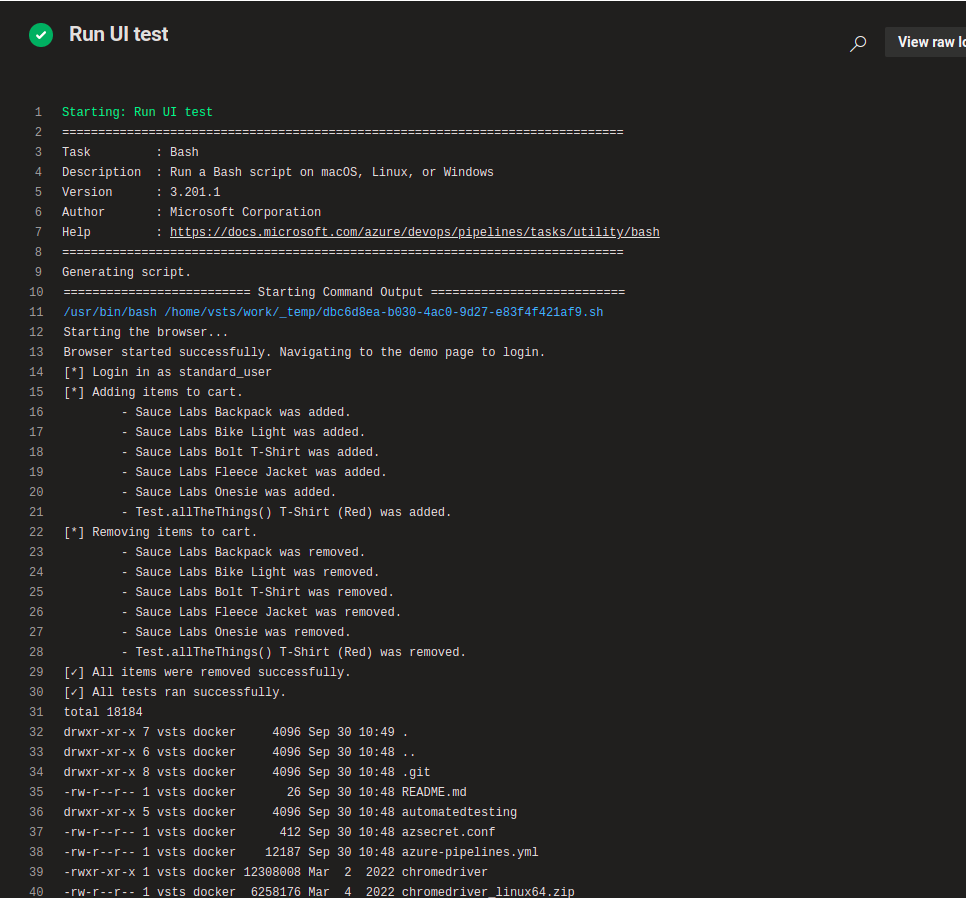 Run UI test
View raw lo
1 Starting: Run UI test
2 ==============================================================================
3 Task         : Bash
4 Description  : Run a Bash script on macOS, Linux, or Windows
5 Version      : 3.201.1
6 Author       : Microsoft Corporation
7 Help         : https://docs.microsoft.com/azure/devops/pipelines/tasks/utility/bash
8 ==============================================================================
9 Generating script.
10 ========================== Starting Command Output ===========================
11 /usr/bin/bash /home/vsts/work/_temp/dbc6d8ea-b030-4ac0-9d27-e83f4f421af9.sh
12 Starting the browser...
13 Browser started successfully. Navigating to the demo page to login.
14 [*] Login in as standard_user
15 [*] Adding items to cart.
16         - Sauce Labs Backpack was added.
17         - Sauce Labs Bike Light was added.
18         - Sauce Labs Bolt T-Shirt was added.
19         - Sauce Labs Fleece Jacket was added.
20         - Sauce Labs Onesie was added.
21         - Test.allTheThings() T-Shirt (Red) was added.
22 [*] Removing items to cart.
23         - Sauce Labs Backpack was removed.
24         - Sauce Labs Bike Light was removed.
25         - Sauce Labs Bolt T-Shirt was removed.
26         - Sauce Labs Fleece Jacket was removed.
27         - Sauce Labs Onesie was removed.
28         - Test.allTheThings() T-Shirt (Red) was removed.
29 [✓] All items were removed successfully.
30 [✓] All tests ran successfully.
31 total 18184
32 drwxr-xr-x 7 vsts docker     4096 Sep 30 10:49 .
33 drwxr-xr-x 6 vsts docker     4096 Sep 30 10:48 ..
34 drwxr-xr-x 8 vsts docker     4096 Sep 30 10:48 .git
35 -rw-r--r-- 1 vsts docker       26 Sep 30 10:48 README.md
36 drwxr-xr-x 5 vsts docker     4096 Sep 30 10:48 automatedtesting
37 -rw-r--r-- 1 vsts docker      412 Sep 30 10:48 azsecret.conf
38 -rw-r--r-- 1 vsts docker    12187 Sep 30 10:48 azure-pipelines.yml
39 -rwxr-xr-x 1 vsts docker 12308008 Mar  2  2022 chromedriver
40 -rw-r--r-- 1 vsts docker  6258176 Mar  4  2022 chromedriver_linux64.zip